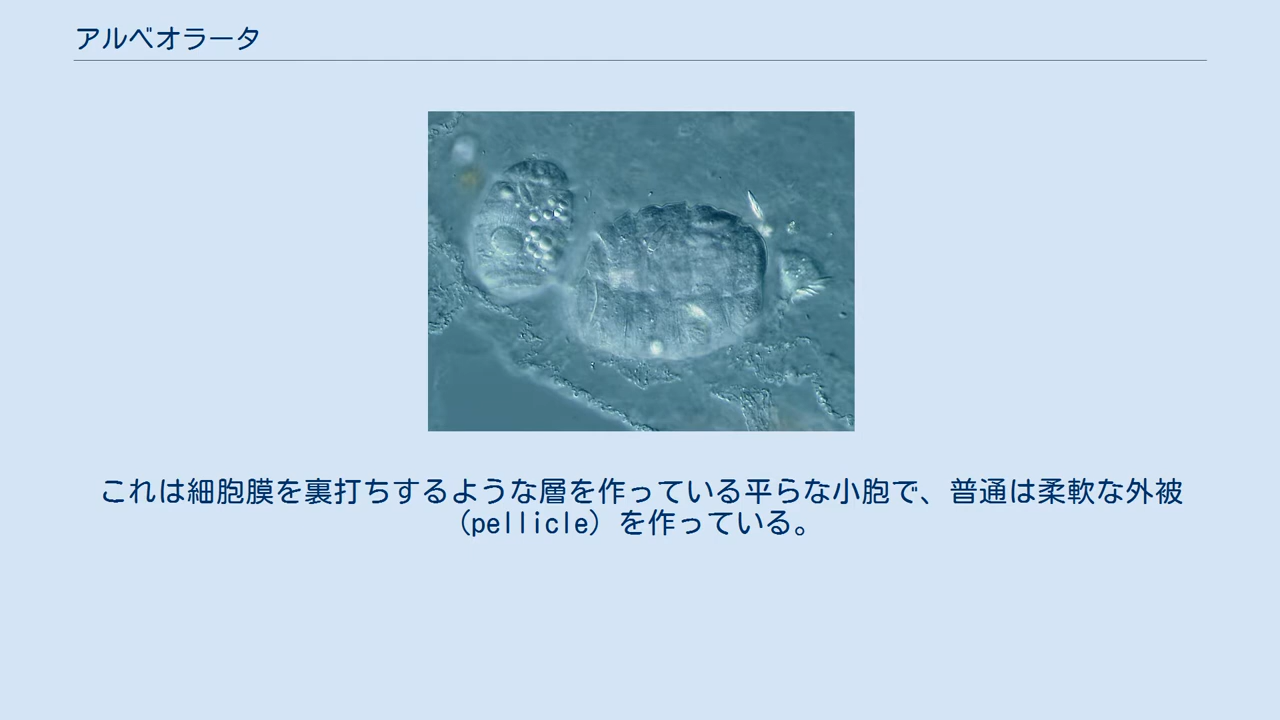 アルベオラータ
これは細胞膜を裏打ちするような層を作っている平らな小胞で、普通は柔軟な外被
（pellicle）を作っている。